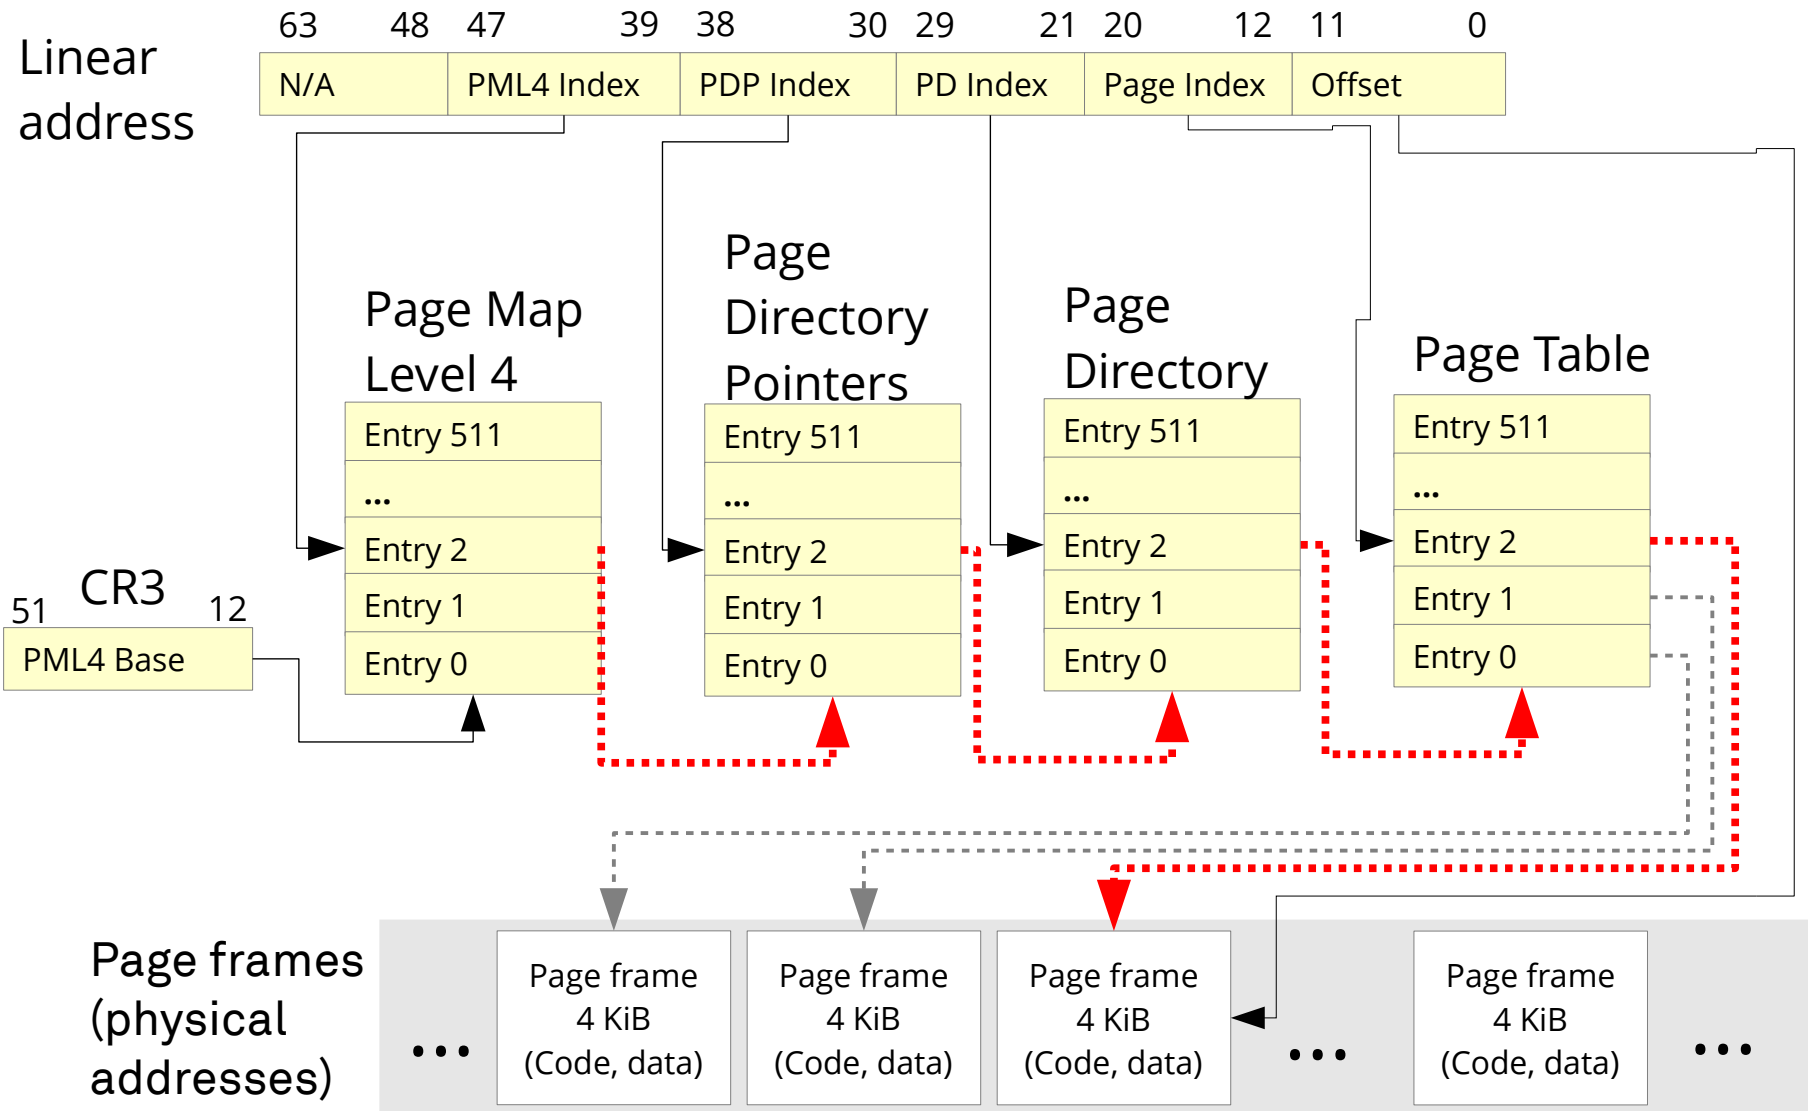 63 48 47 39 38 30 29 21 20 12 11 0
Linear
address
N/A PML4 Index PDP Index PD Index Page Index Offset
Page Map
Level 4
Entry 511
...
Entry 2
Entry 1
Entry 0
Page
Directory
Pointers
Entry 511
...
Entry 2
Entry 1
Entry 0
Page
Directory
Entry 511
...
Entry 2
Entry 1
Entry 0
Page Table
Entry 511
...
Entry 2
Entry 1
Entry 0
CR3
51 12
PML4 Base
Page frames
(physical
addresses)
...
Page frame
4 KiB
(Code, data)
Page frame
4 KiB
(Code, data)
Page frame
4 KiB
(Code, data)
...
Page frame
4 KiB
(Code, data)
...